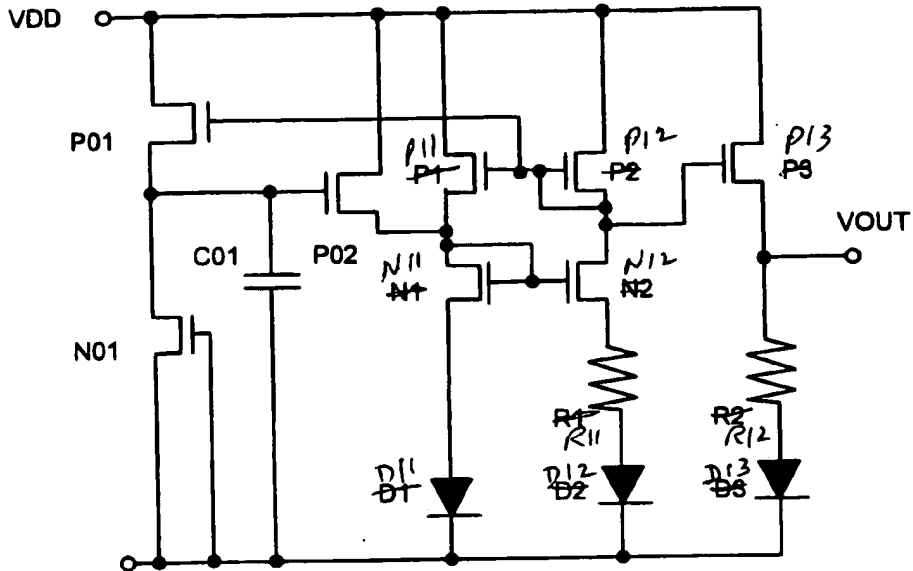 VDD
P01
P11
P1
P12
P2
P13
P3
VOUT
C01
P02
N11
N1
N12
N2
N01
R1
R11
R2
R12
D11
D1
D12
D2
D13
D3